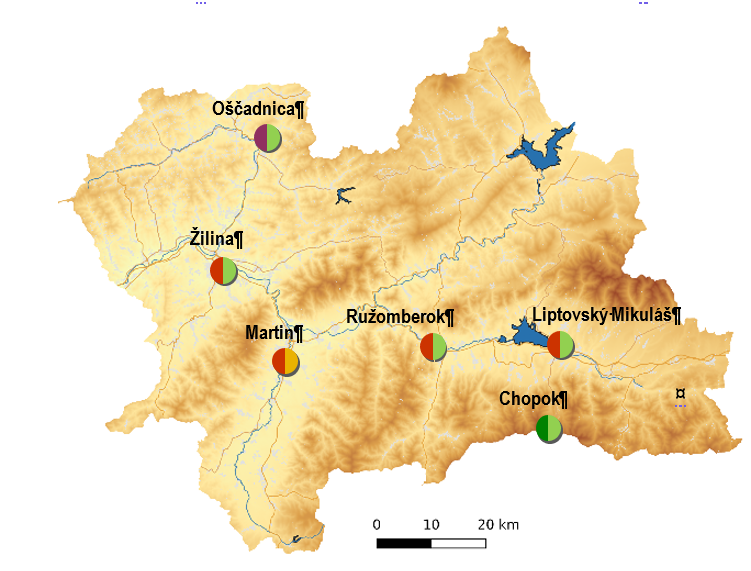 Oščadnica¶
Žilina¶
Ružomberok¶
Liptovský·Mikuláš¶
Martin¶
Chopok¶
¤
0 10 20 km